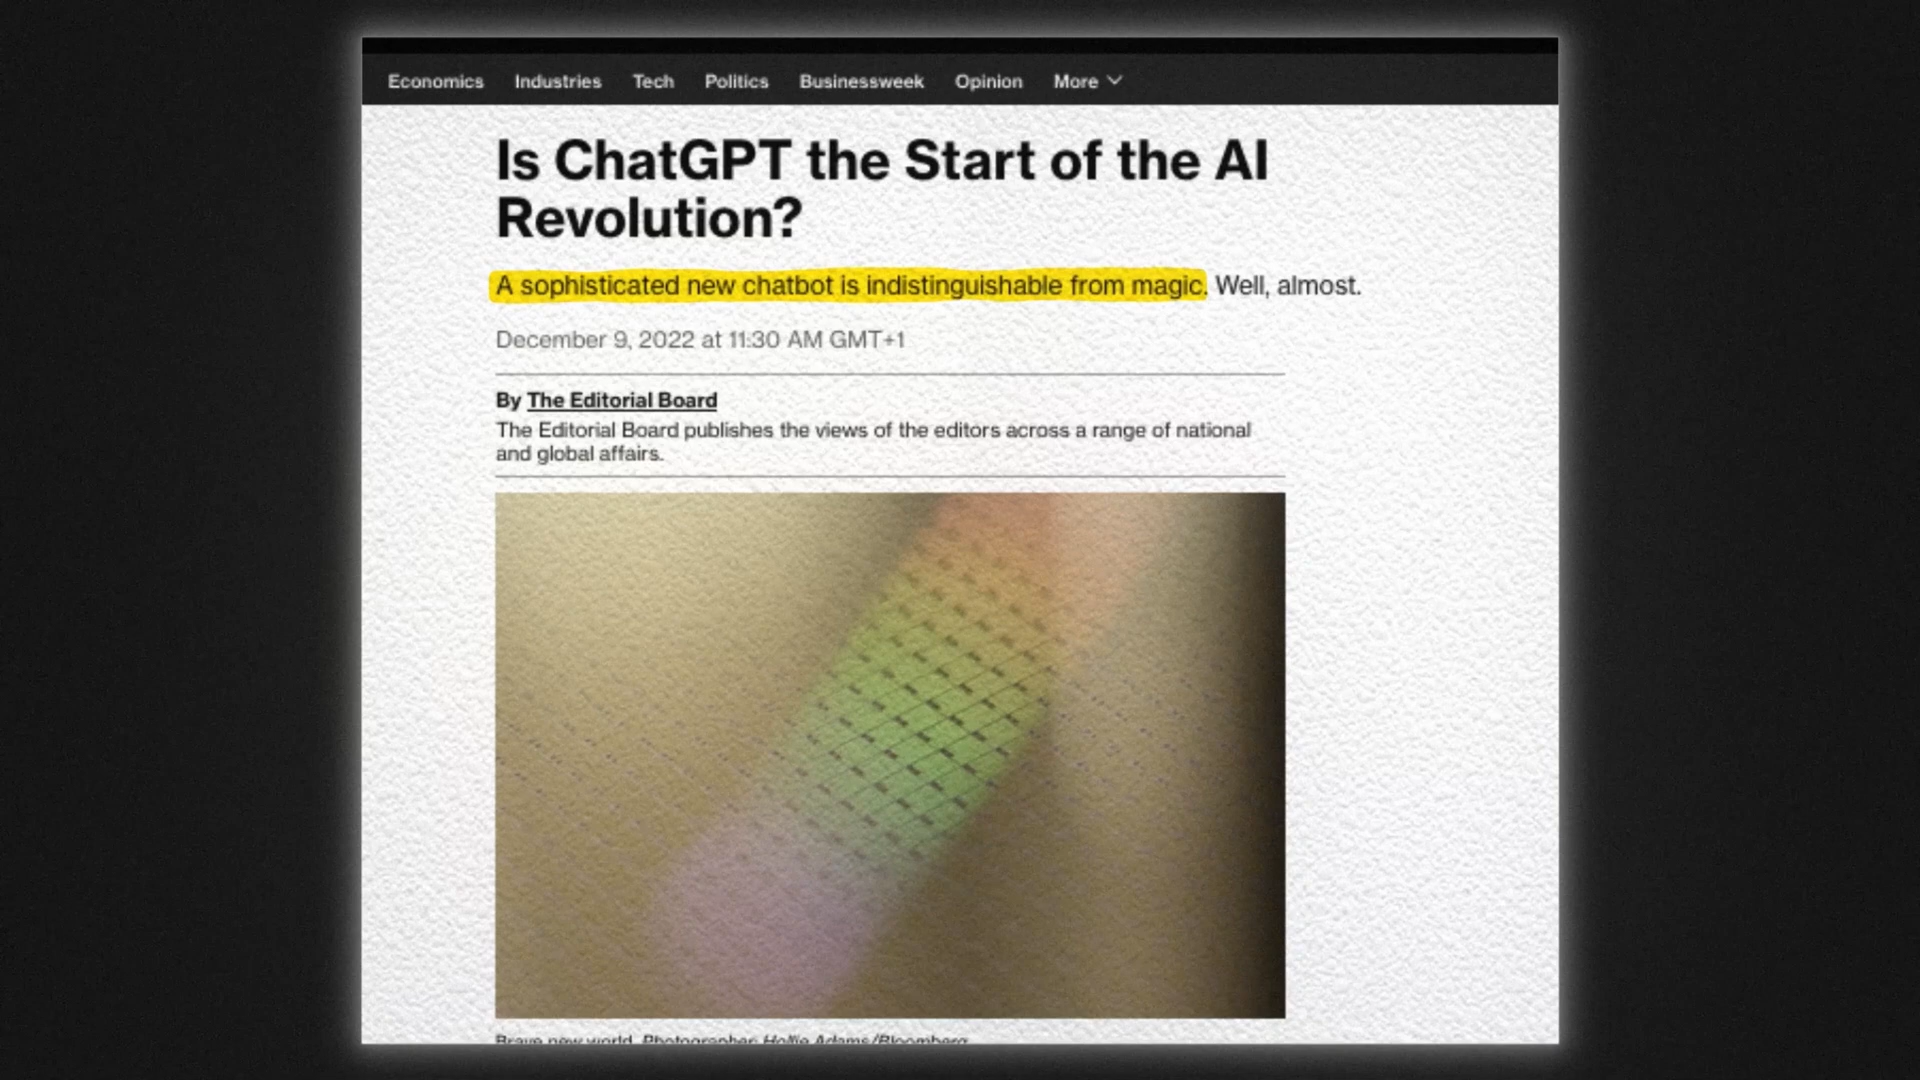 Economics Industries Tech Politics Businessweek Opinion More
Is ChatGPT the Start of the AI
Revolution?
A sophisticated new chatbot is indistinguishable from magic. Well, almost.
December 9, 2022 at 11:30 AM GMT+1
By The Editorial Board
The Editorial Board publishes the views of the editors across a range of national
and global affairs.
Brave new world. Photographer: Hollie Adams/Bloomberg